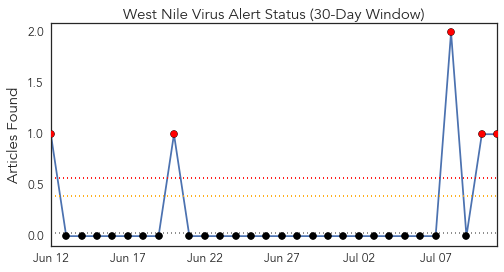 West Nile Virus Alert Status (30-Day Window)
Articles Found
2.0
1.5
1.0
0.5
0.0
Jun 12 Jun 17 Jun 22 Jun 27 Jul 02 Jul 07